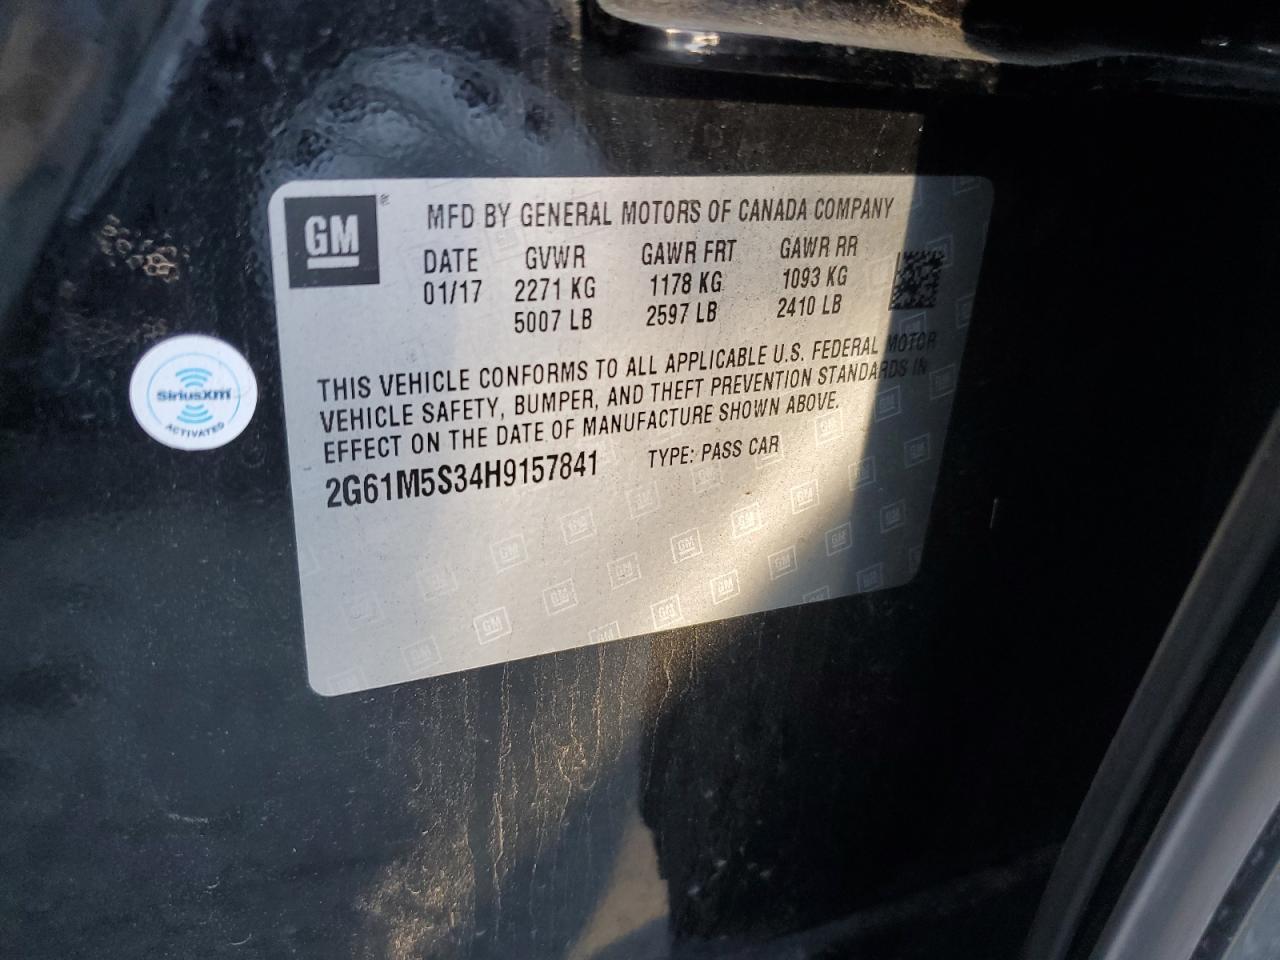 GM®
MFD BY GENERAL MOTORS OF CANADA COMPANY
DATE GVWR GAWR FRT GAWR RR
01/17 2271 KG 1178 KG 1093 KG
5007 LB 2597 LB 2410 LB
THIS VEHICLE CONFORMS TO ALL APPLICABLE U.S. FEDERAL MOTOR
VEHICLE SAFETY, BUMPER, AND THEFT PREVENTION STANDARDS IN
EFFECT ON THE DATE OF MANUFACTURE SHOWN ABOVE.
2G61M5S34H9157841 TYPE: PASS CAR
SiriusXM
ACTIVATED